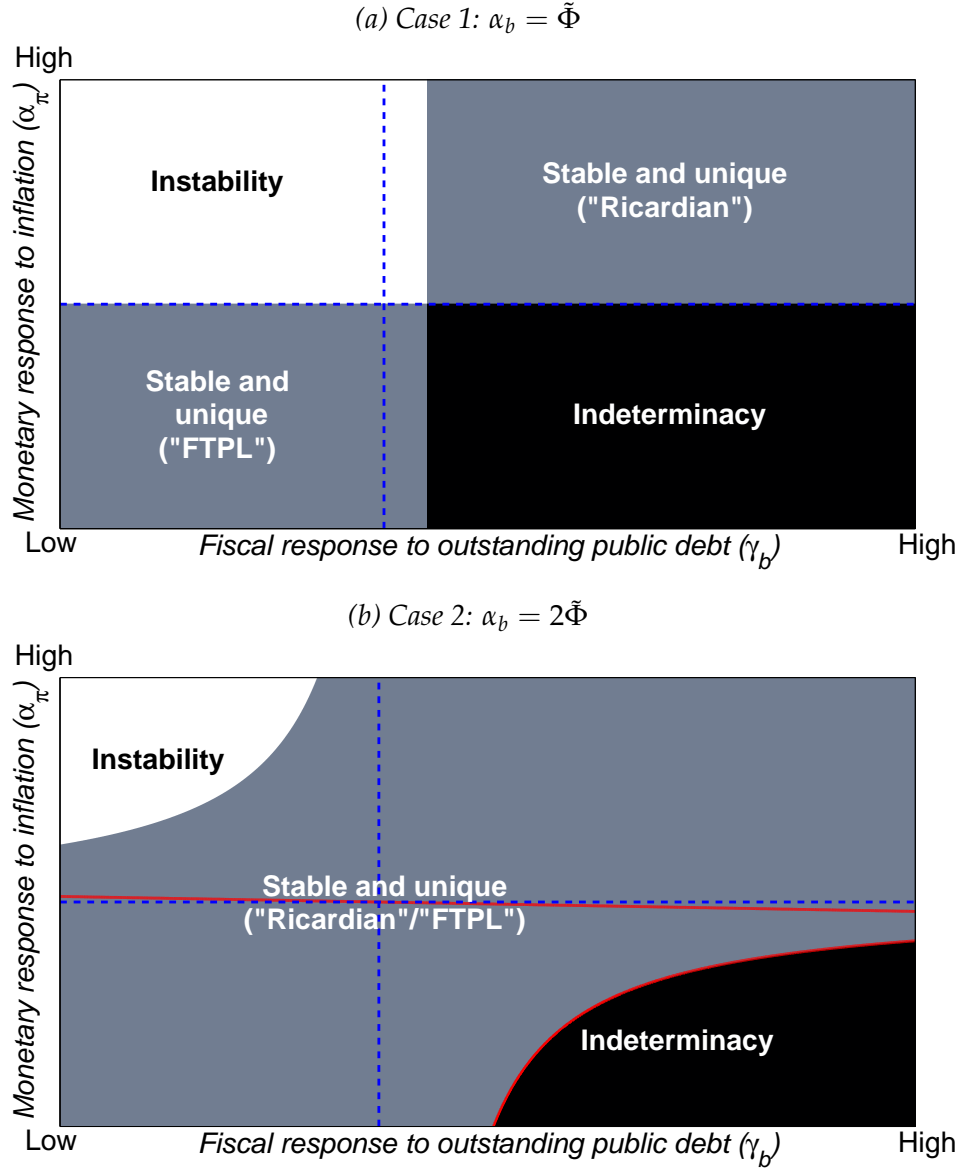 (a) Case 1: α_b = Φ̃
High
Monetary response to inflation (α_π)
Instability
Stable and unique
("Ricardian")
Stable and
unique
("FTPL")
Indeterminacy
Low
Fiscal response to outstanding public debt (γ_b)
High
(b) Case 2: α_b = 2Φ̃
High
Monetary response to inflation (α_π)
Instability
Stable and unique
("Ricardian"/"FTPL")
Indeterminacy
Low
Fiscal response to outstanding public debt (γ_b)
High